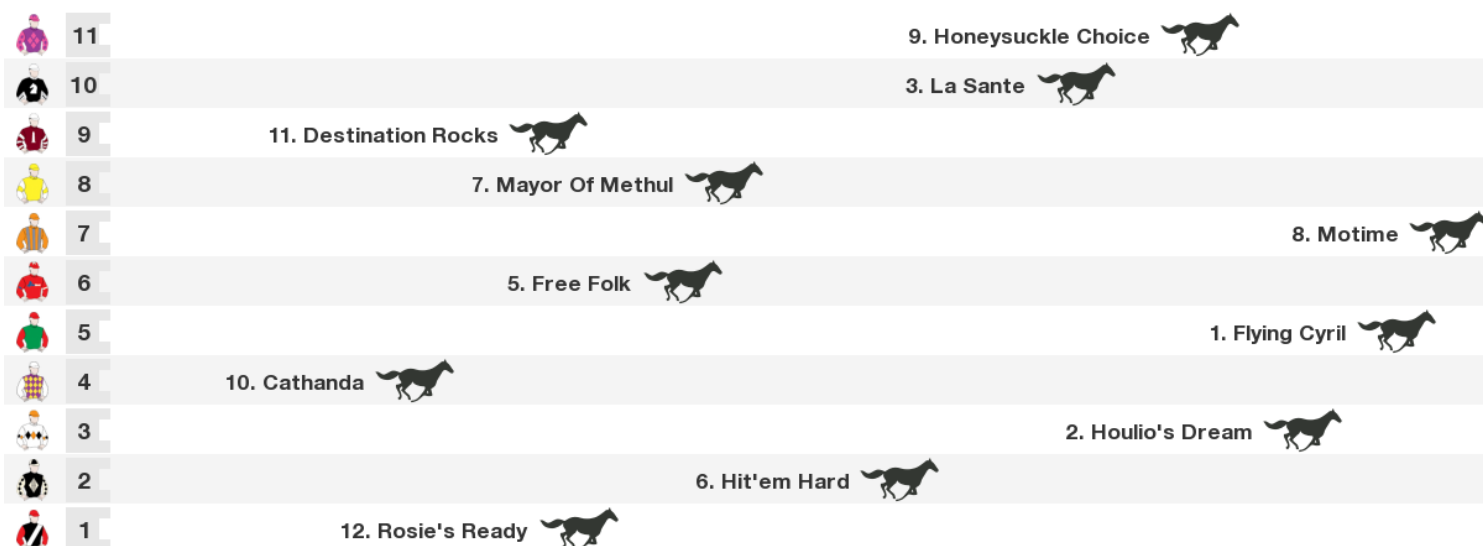 11 9. Honeysuckle Choice
10 3. La Sante
9 11. Destination Rocks
8 7. Mayor Of Methul
7 8. Motime
6 5. Free Folk
5 1. Flying Cyril
4 10. Cathanda
3 2. Houlio's Dream
2 6. Hit'em Hard
1 12. Rosie's Ready